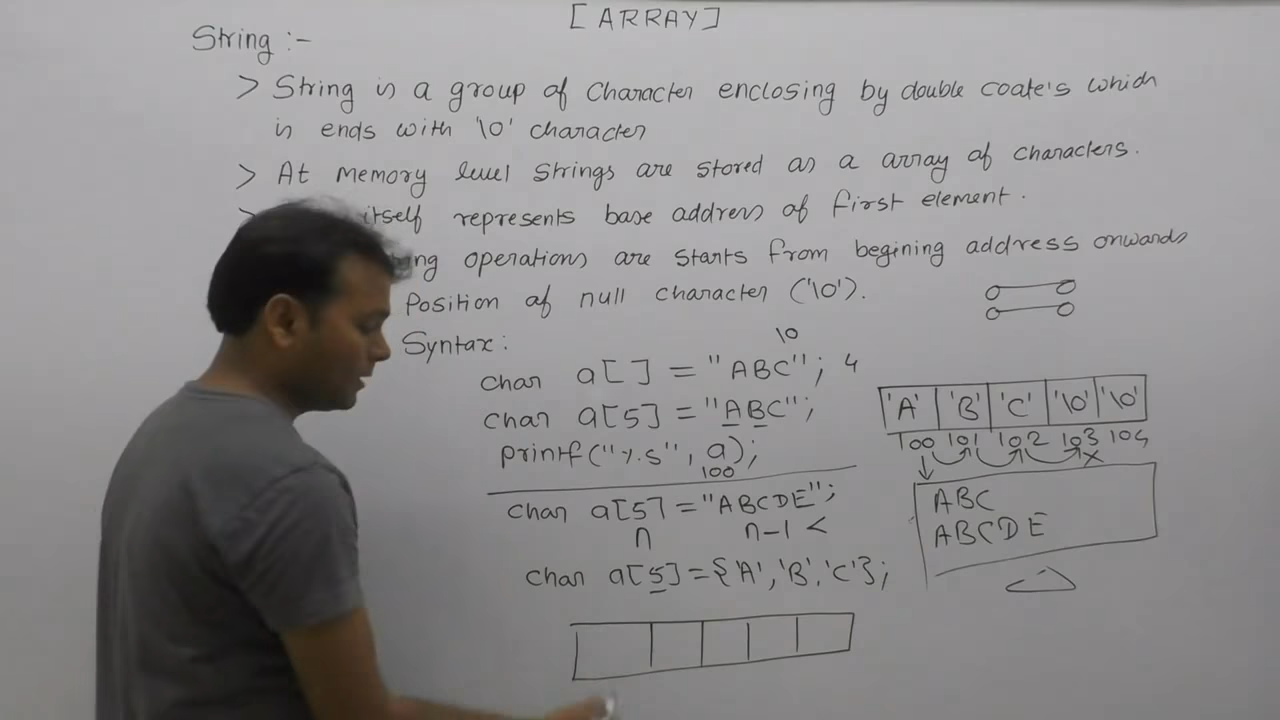 [ARRAY]
String :-
> String is a group of Character enclosing by double coate's which
is ends with '\0' character
> At memory level strings are stored as a array of characters.
> itself represents base address of first element.
operations are starts from begining address onwards
Position of null character ('\0').
Syntax:
\0
char a[ ] = "ABC"; 4
char a[5] = "ABC";
printf("%s", a);
100
char a[5] = "ABCDE";
n n-1 <
char a[5] = {'A', 'B', 'C'};
'A' 'B' 'C' '\0' '\0'
100 101 102 103 104
x
ABC
ABCDE